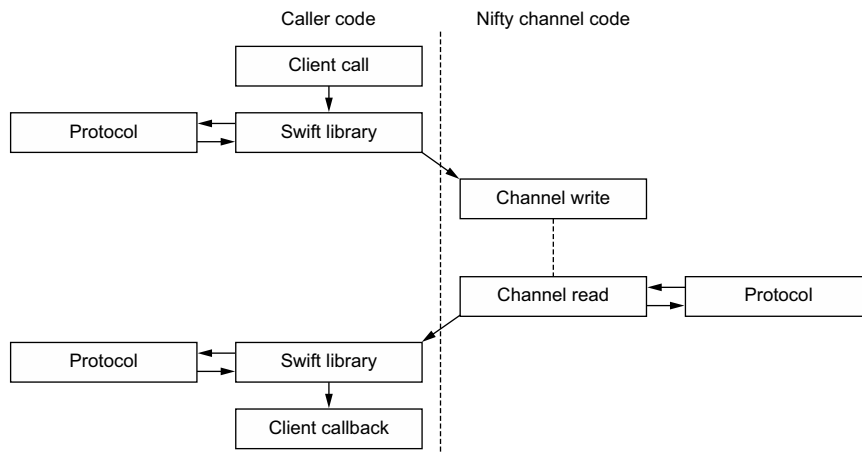 Caller code
Nifty channel code
Client call
Protocol
Swift library
Channel write
Channel read
Protocol
Protocol
Swift library
Client callback